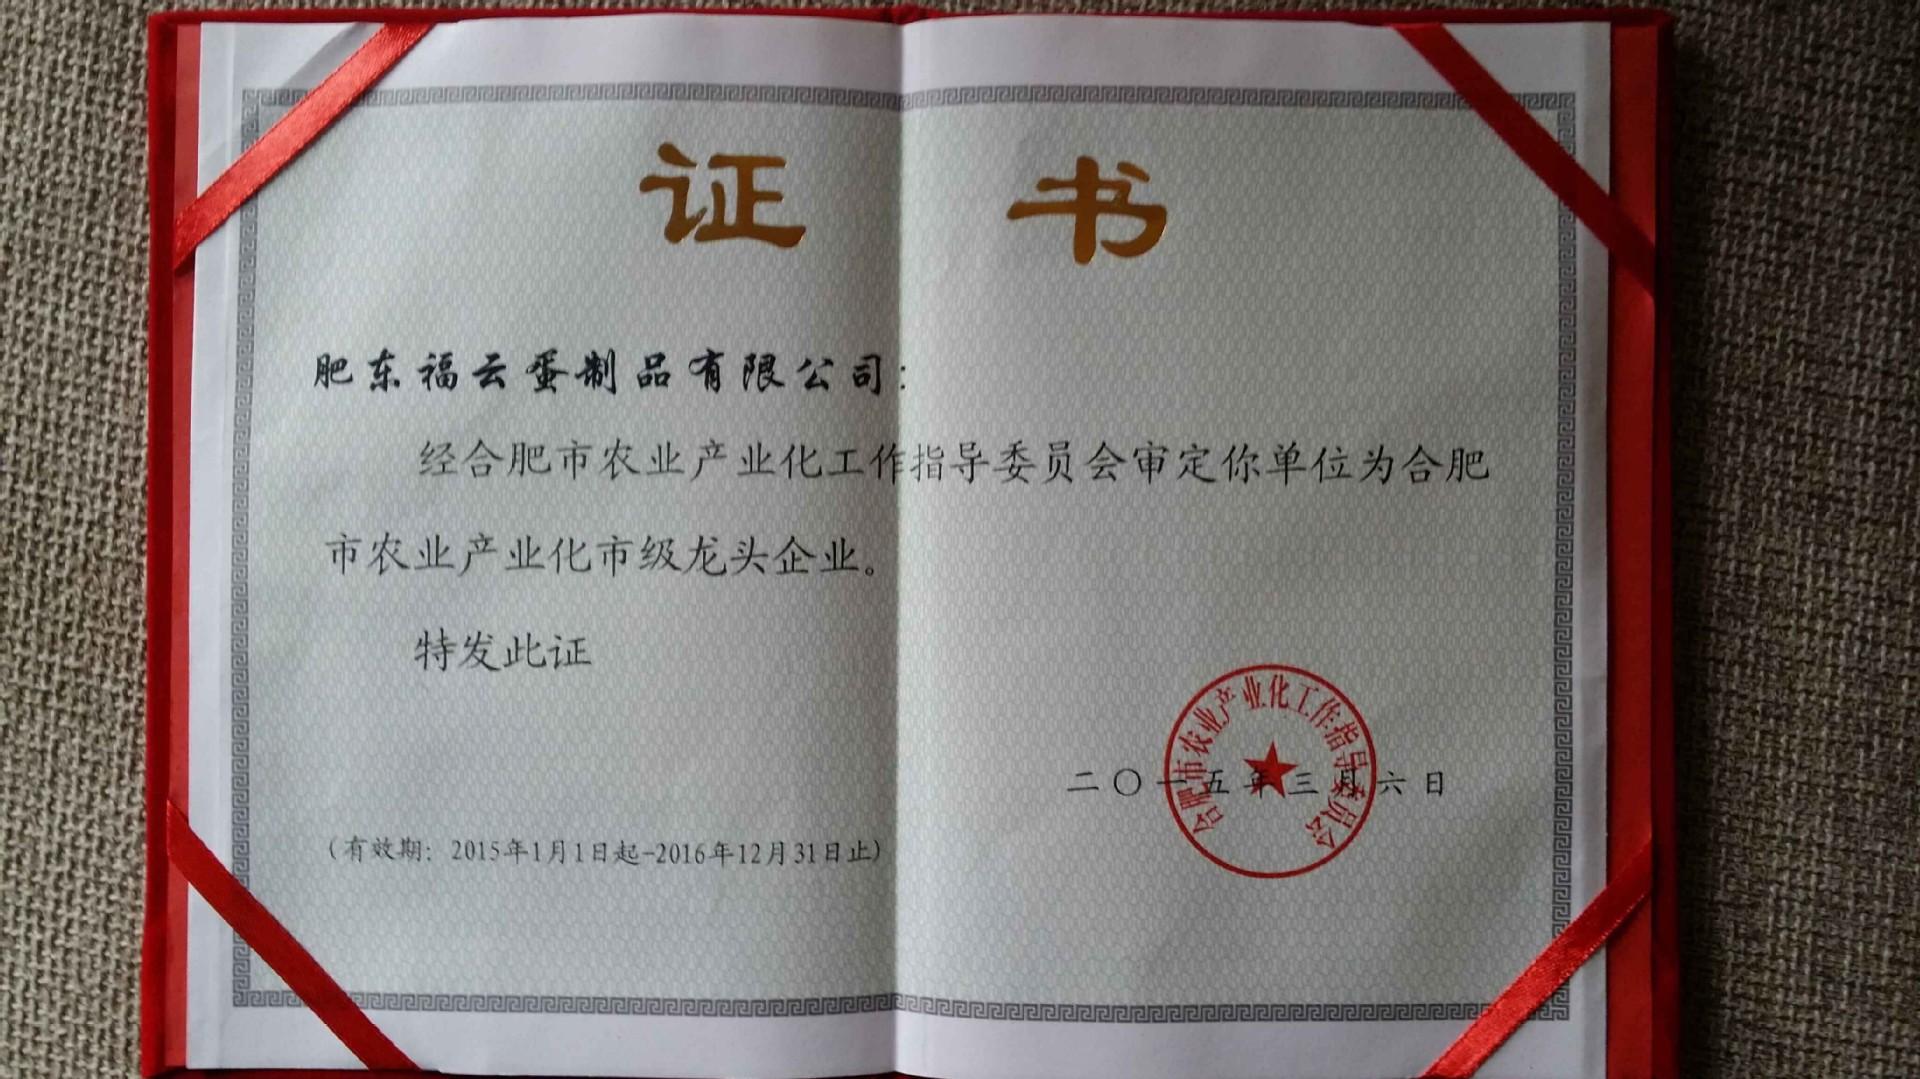 证 书
肥东福云蛋制品有限公司：
经合肥市农业产业化工作指导委员会审定你单位为合肥
市农业产业化市级龙头企业。
特发此证
合肥市农业产业化工作指导委员会
二〇一五年三月六日
（有效期：2015年1月1日起-2016年12月31日止）